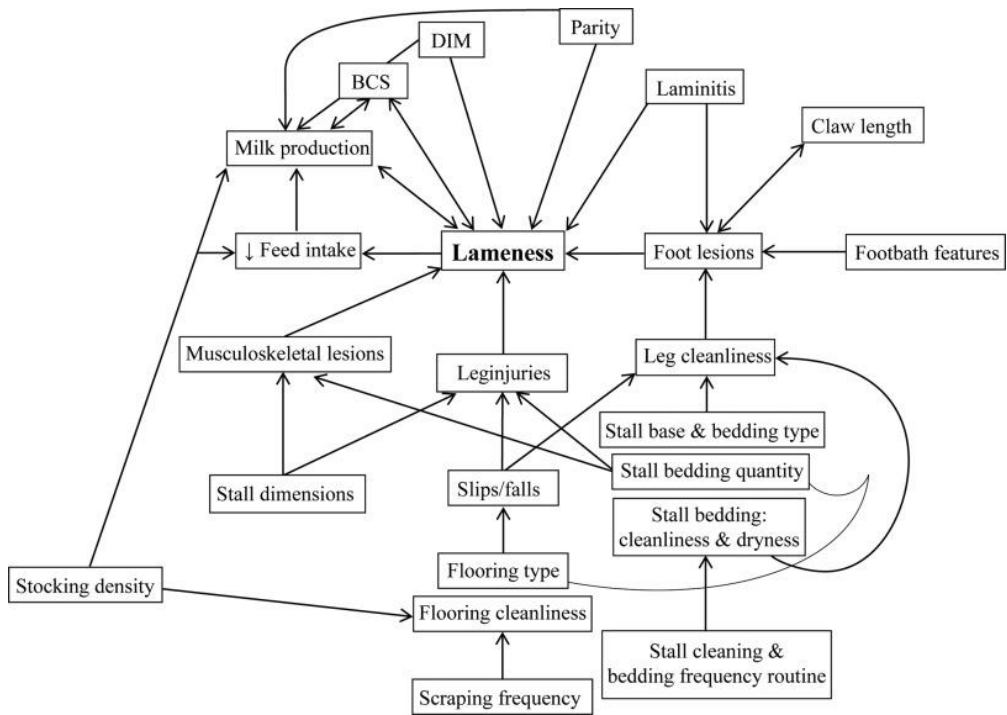 Parity
DIM
BCS
Laminitis
Claw length
Milk production
↓ Feed intake
Lameness
Foot lesions
Footbath features
Musculoskeletal lesions
Leginjuries
Leg cleanliness
Stall base & bedding type
Stall bedding quantity
Stall dimensions
Slips/falls
Stall bedding:
cleanliness & dryness
Stocking density
Flooring type
Flooring cleanliness
Stall cleaning &
bedding frequency routine
Scraping frequency